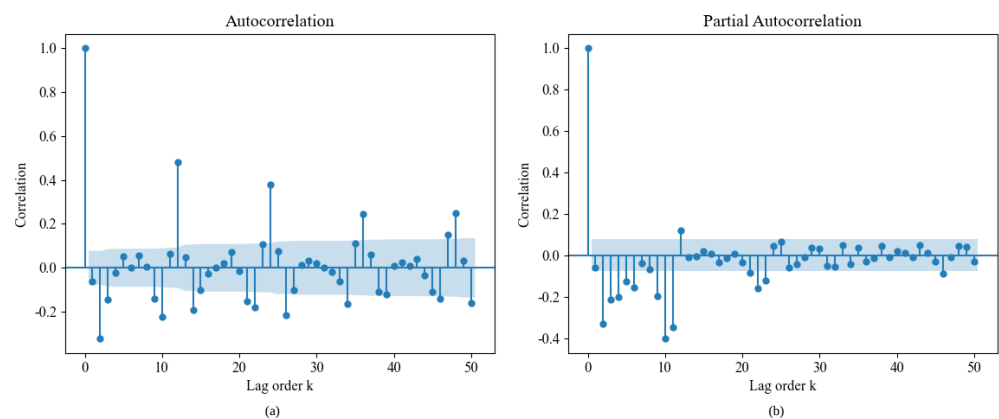 Autocorrelation
1.0
0.8
0.6
0.4
0.2
0.0
-0.2
Correlation
0 10 20 30 40 50
Lag order k
(a)
Partial Autocorrelation
1.0
0.8
0.6
0.4
0.2
0.0
-0.2
-0.4
Correlation
0 10 20 30 40 50
Lag order k
(b)